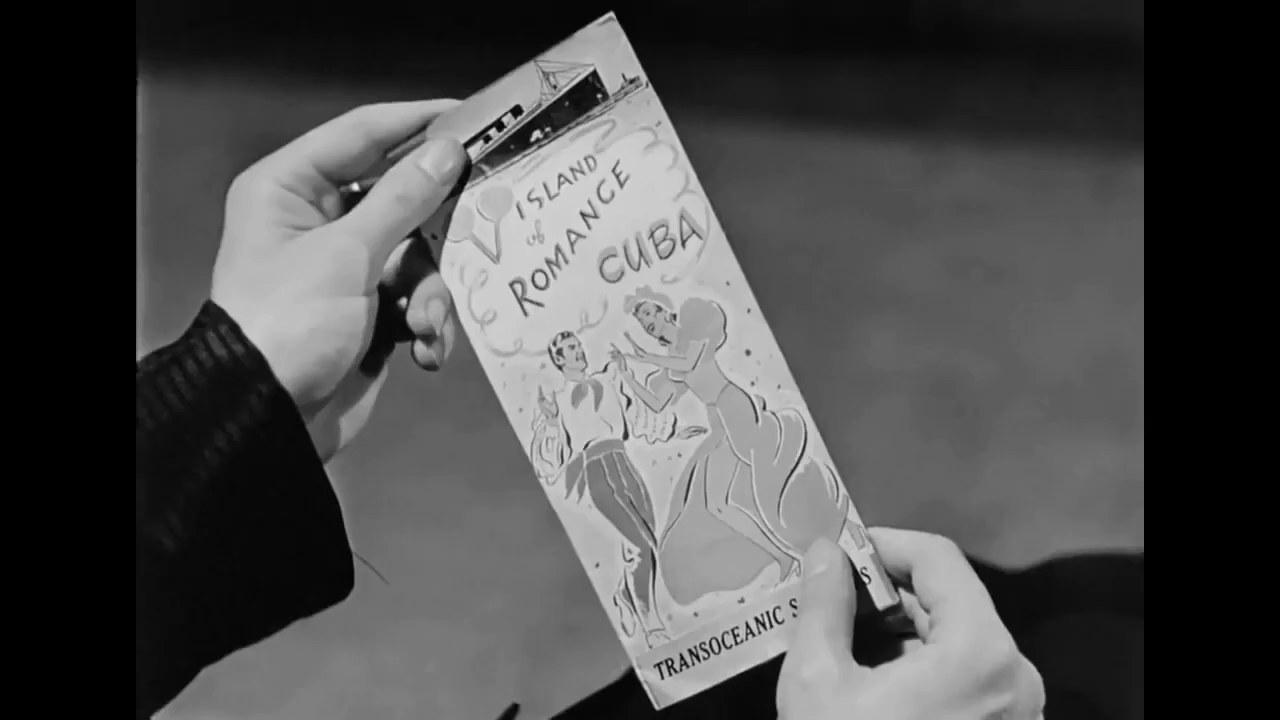 ISLAND
of
ROMANCE
CUBA
TRANSOCEANIC S
S